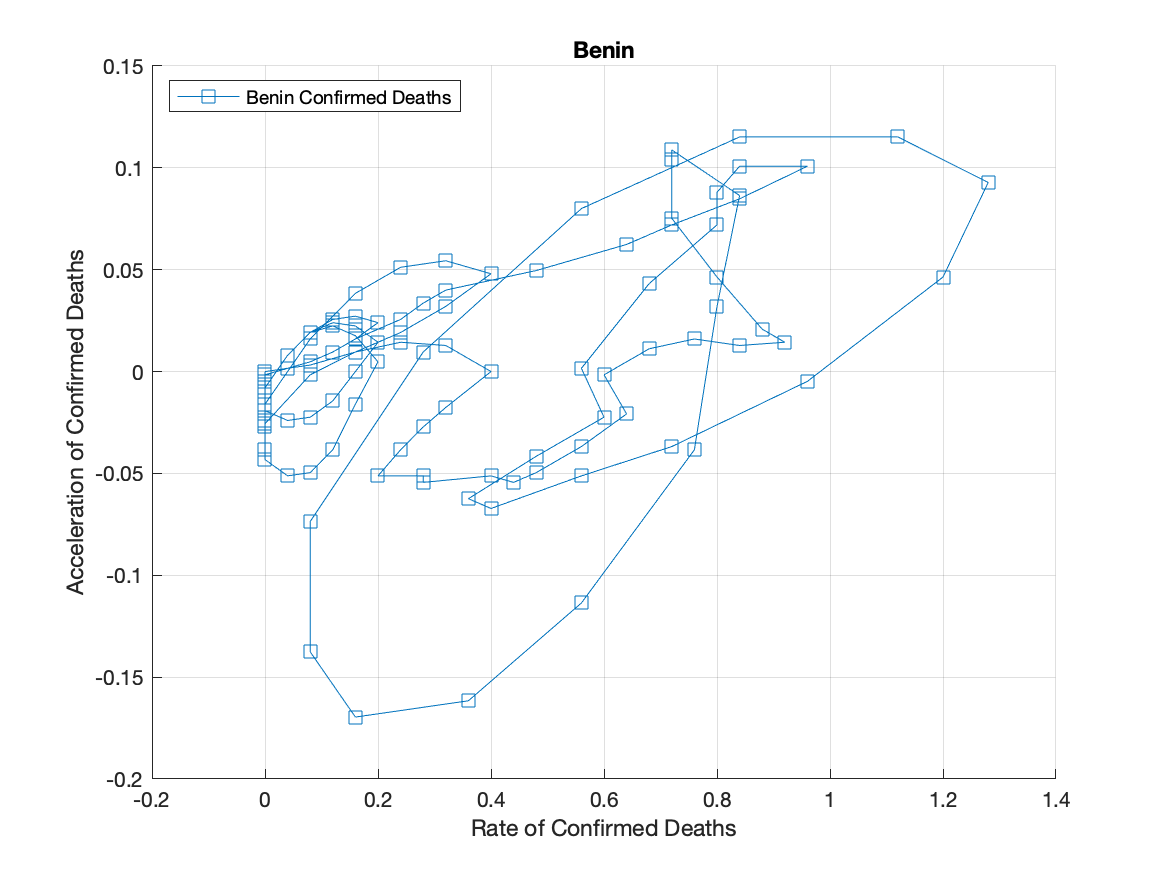 Benin
Benin Confirmed Deaths
0.15
0.1
0.05
0
-0.05
-0.1
-0.15
-0.2
Acceleration of Confirmed Deaths
-0.2 0 0.2 0.4 0.6 0.8 1 1.2 1.4
Rate of Confirmed Deaths